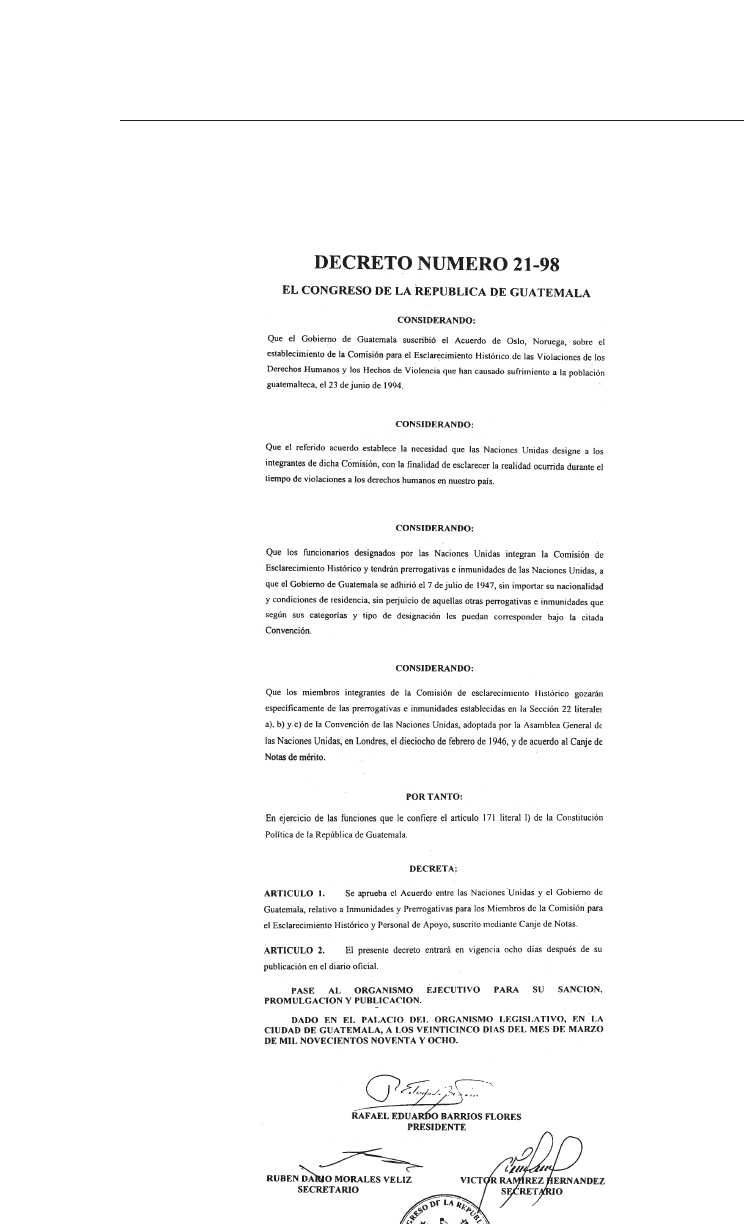 DECRETO NUMERO 21-98
EL CONGRESO DE LA REPUBLICA DE GUATEMALA
CONSIDERANDO:
Que el Gobierno de Guatemala suscribió el Acuerdo de Oslo, Noruega, sobre el
establecimiento de la Comisión para el Esclarecimiento Histórico de las Violaciones de los
Derechos Humanos y los Hechos de Violencia que han causado sufrimiento a la población
guatemalteca, el 23 de junio de 1994.
CONSIDERANDO:
Que el referido acuerdo establece la necesidad que las Naciones Unidas designe a los
integrantes de dicha Comisión, con la finalidad de esclarecer la realidad ocurrida durante el
tiempo de violaciones a los derechos humanos en nuestro país.
CONSIDERANDO:
Que los funcionarios designados por las Naciones Unidas integran la Comisión de
Esclarecimiento Histórico y tendrán prerrogativas e inmunidades de las Naciones Unidas, a
que el Gobierno de Guatemala se adhirió el 7 de julio de 1947, sin importar su nacionalidad
y condiciones de residencia, sin perjuicio de aquellas otras perrogativas e inmunidades que
según sus categorías y tipo de designación les puedan corresponder bajo la citada
Convención.
CONSIDERANDO:
Que los miembros integrantes de la Comisión de esclarecimiento Histórico gozarán
específicamente de las prerrogativas e inmunidades establecidas en la Sección 22 literales
a), b) y c) de la Convención de las Naciones Unidas, adoptada por la Asamblea General de
las Naciones Unidas, en Londres, el dieciocho de febrero de 1946, y de acuerdo al Canje de
Notas de mérito.
POR TANTO:
En ejercicio de las funciones que le confiere el artículo 171 literal l) de la Constitución
Política de la República de Guatemala.
DECRETA:
ARTICULO 1. Se aprueba el Acuerdo entre las Naciones Unidas y el Gobierno de
Guatemala, relativo a Inmunidades y Prerrogativas para los Miembros de la Comisión para
el Esclarecimiento Histórico y Personal de Apoyo, suscrito mediante Canje de Notas.
ARTICULO 2. El presente decreto entrará en vigencia ocho días después de su
publicación en el diario oficial.
PASE AL ORGANISMO EJECUTIVO PARA SU SANCION,
PROMULGACION Y PUBLICACION.
DADO EN EL PALACIO DEL ORGANISMO LEGISLATIVO, EN LA
CIUDAD DE GUATEMALA, A LOS VEINTICINCO DIAS DEL MES DE MARZO
DE MIL NOVECIENTOS NOVENTA Y OCHO.
RAFAEL EDUARDO BARRIOS FLORES
PRESIDENTE
RUBEN DARIO MORALES VELIZ
SECRETARIO
VICTOR RAMIREZ HERNANDEZ
SECRETARIO
DE LA